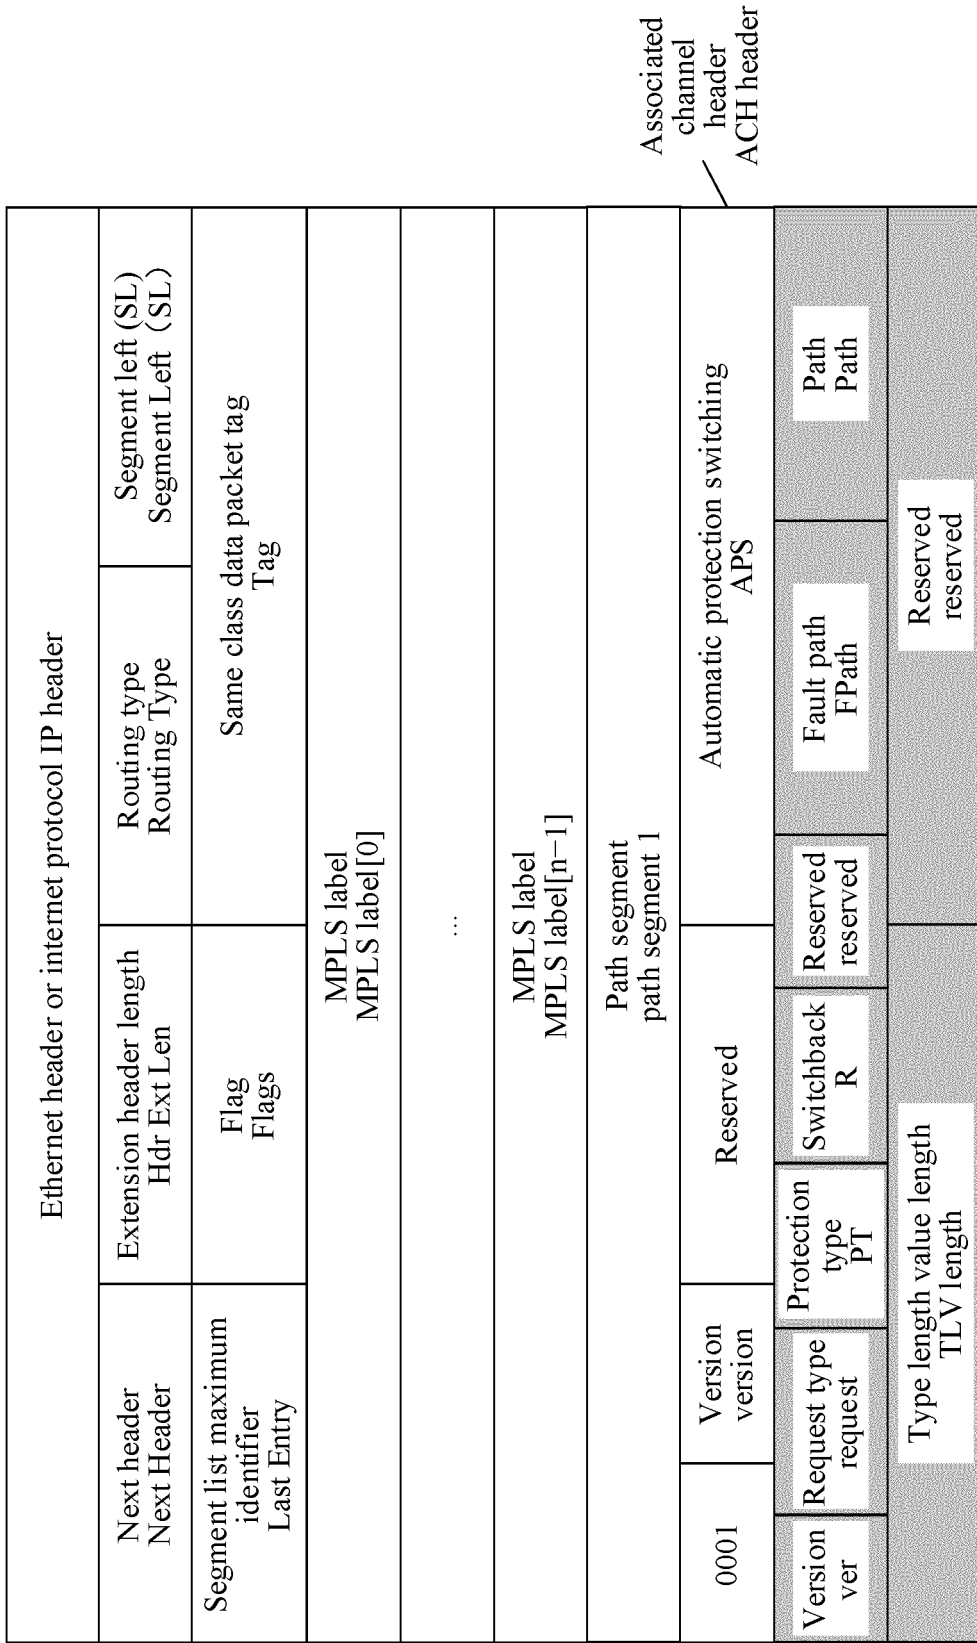 Ethernet header or internet protocol IP header
Next header
Next Header
Extension header length
Hdr Ext Len
Routing type
Routing Type
Segment left (SL)
Segment Left（SL）
Segment list maximum
identifier
Last Entry
Flag
Flags
Same class data packet tag
Tag
MPLS label
MPLS label[0]
...
MPLS label
MPLS label[n−1]
Path segment
path segment 1
0001
Version
version
Reserved
Automatic protection switching
APS
Associated
channel
header
ACH header
Version
ver
Request type
request
Protection
type
PT
Switchback
R
Reserved
reserved
Fault path
FPath
Path
Path
Type length value length
TLV length
Reserved
reserved